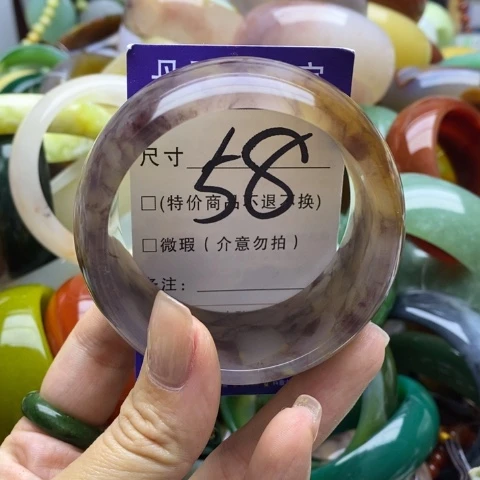 尺寸 58
□(特价商品不退不换)
□微瑕(介意勿拍)
备注: